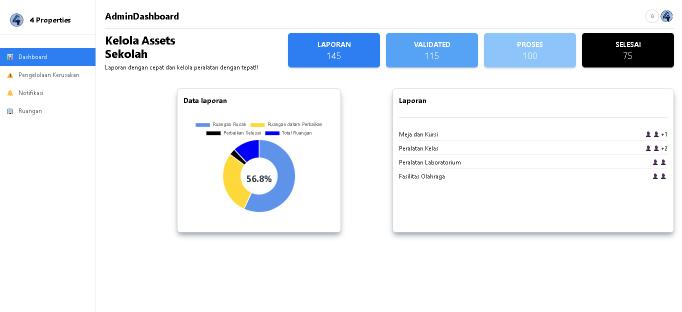 4 Properties
AdminDashboard
Dashboard
Pengelolaan Kerusakan
Notifikasi
Ruangan
Kelola Assets
Sekolah
Laporan dengan cepat dan kelola peralatan dengan tepat!!
LAPORAN
145
VALIDATED
115
PROSES
100
SELESAI
75
Data laporan
Ruangan Rusak
Ruangan dalam Perbaikan
Perbaikan Selesai
Total Ruangan
56.8%
Laporan
Meja dan Kursi
+1
Peralatan Kelas
+2
Peralatan Laboratorium
Fasilitas Olahraga